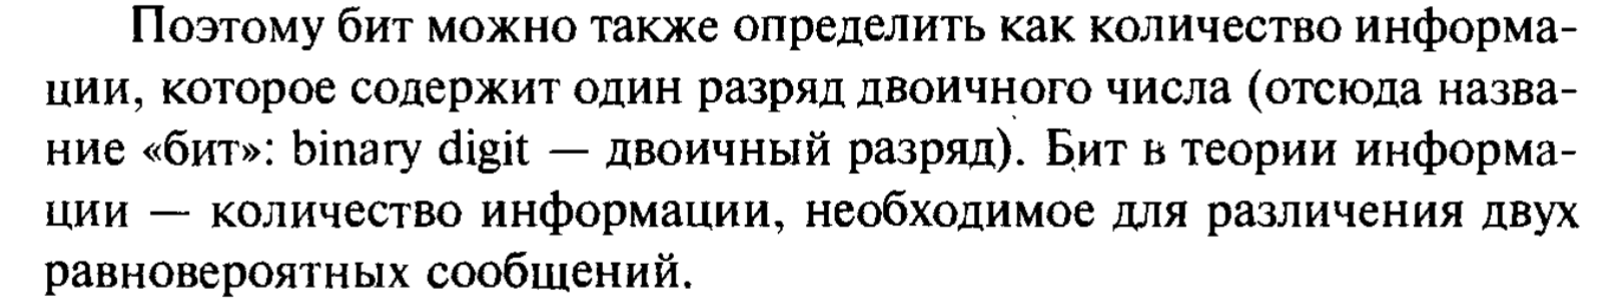 Поэтому бит можно также определить как количество информа-
ции, которое содержит один разряд двоичного числа (отсюда назва-
ние «бит»: binary digit — двоичный разряд). Бит в теории информа-
ции — количество информации, необходимое для различения двух
равновероятных сообщений.